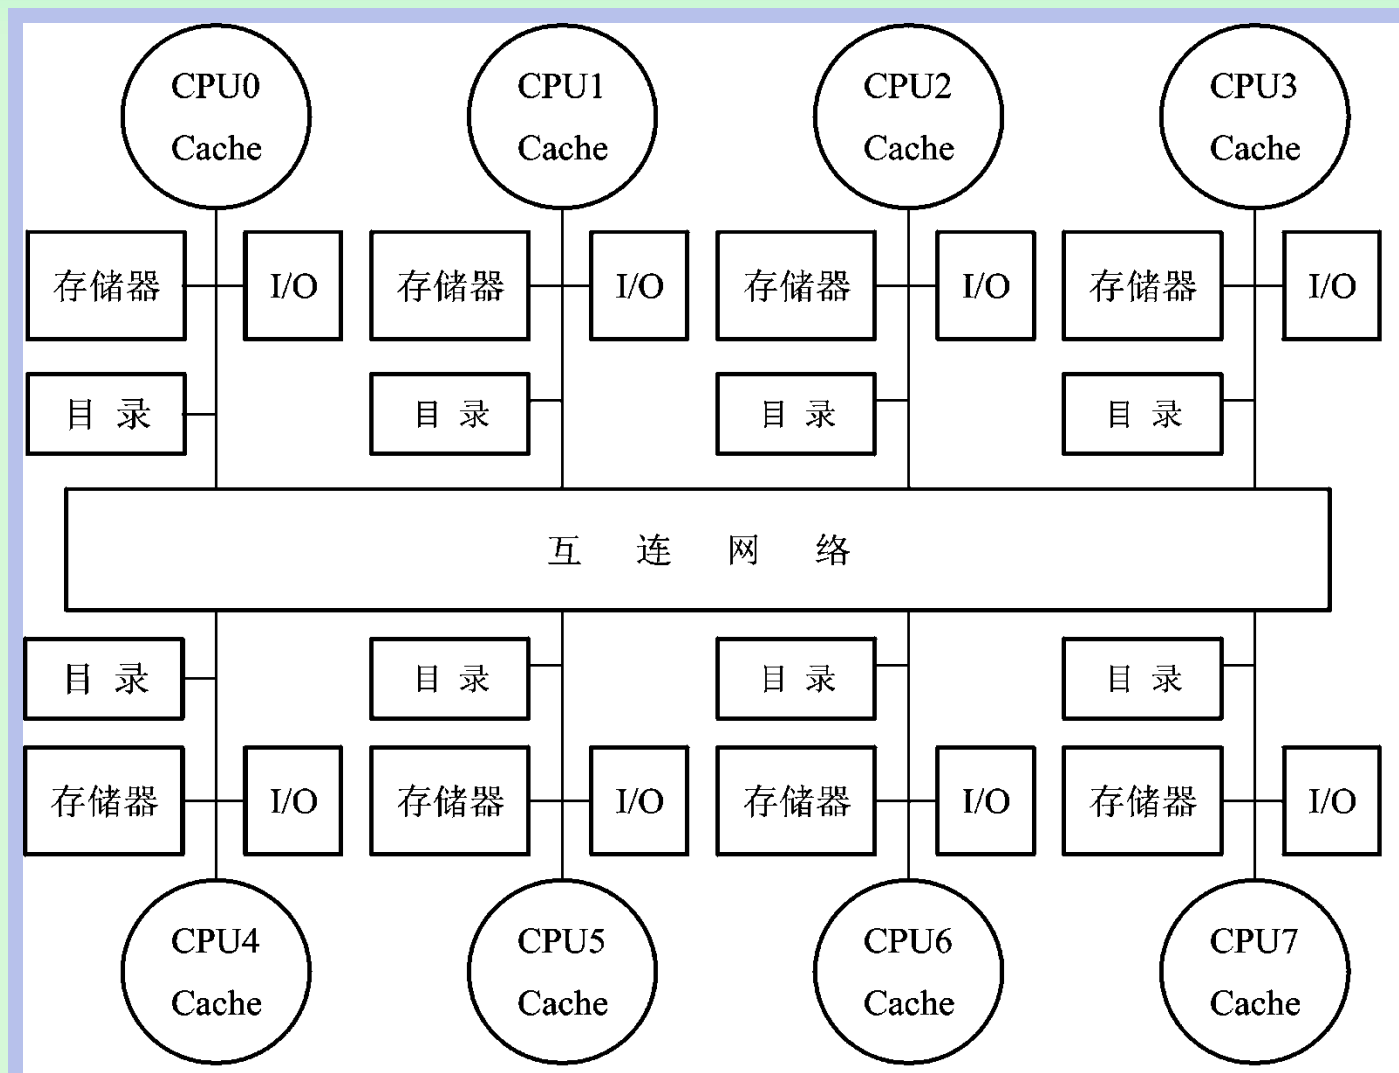 CPU0 CPU1 CPU2 CPU3
Cache Cache Cache Cache
存储器 I/O 存储器 I/O 存储器 I/O 存储器 I/O
目 录 目 录 目 录 目 录
互 连 网 络
目 录 目 录 目 录 目 录
存储器 I/O 存储器 I/O 存储器 I/O 存储器 I/O
CPU4 CPU5 CPU6 CPU7
Cache Cache Cache Cache